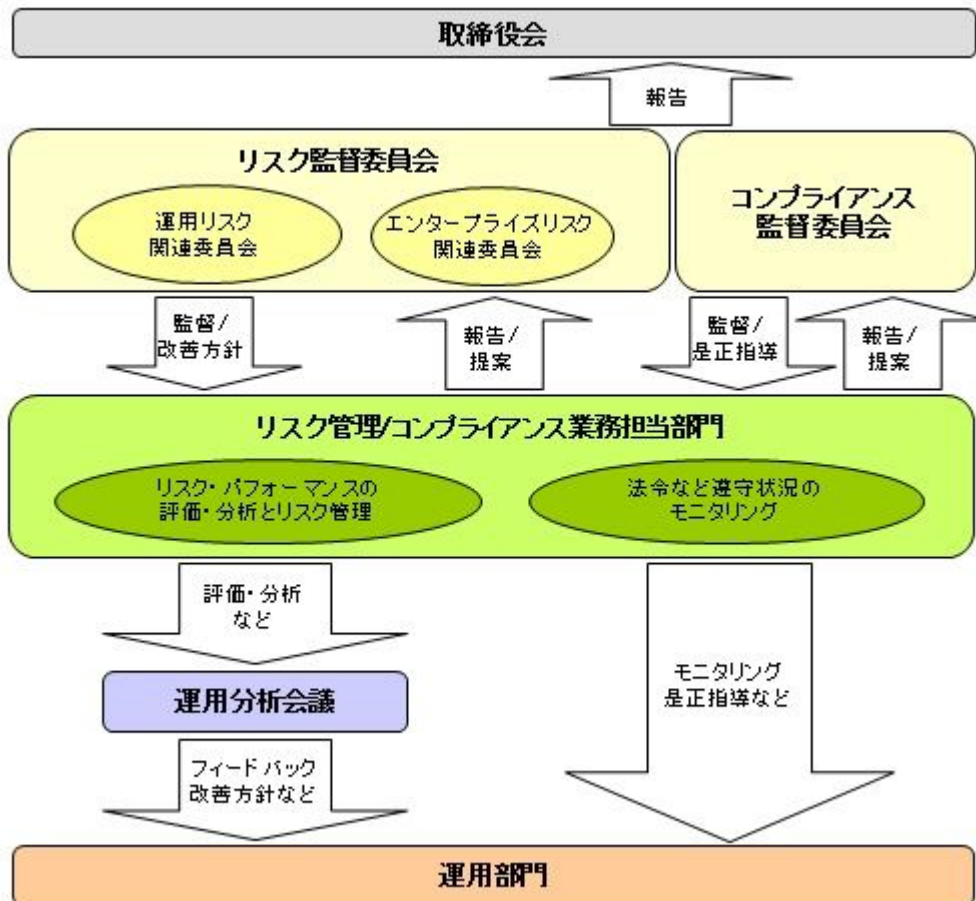 取締役会
報告
リスク監督委員会
運用リスク
関連委員会
エンタープライズリスク
関連委員会
コンプライアンス
監督委員会
監督/
改善方針
報告/
提案
監督/
是正指導
報告/
提案
リスク管理/コンプライアンス業務担当部門
リスク・パフォーマンスの
評価・分析とリスク管理
法令など遵守状況の
モニタリング
評価・分析
など
運用分析会議
モニタリング
是正指導など
フィードバック
改善方針など
運用部門